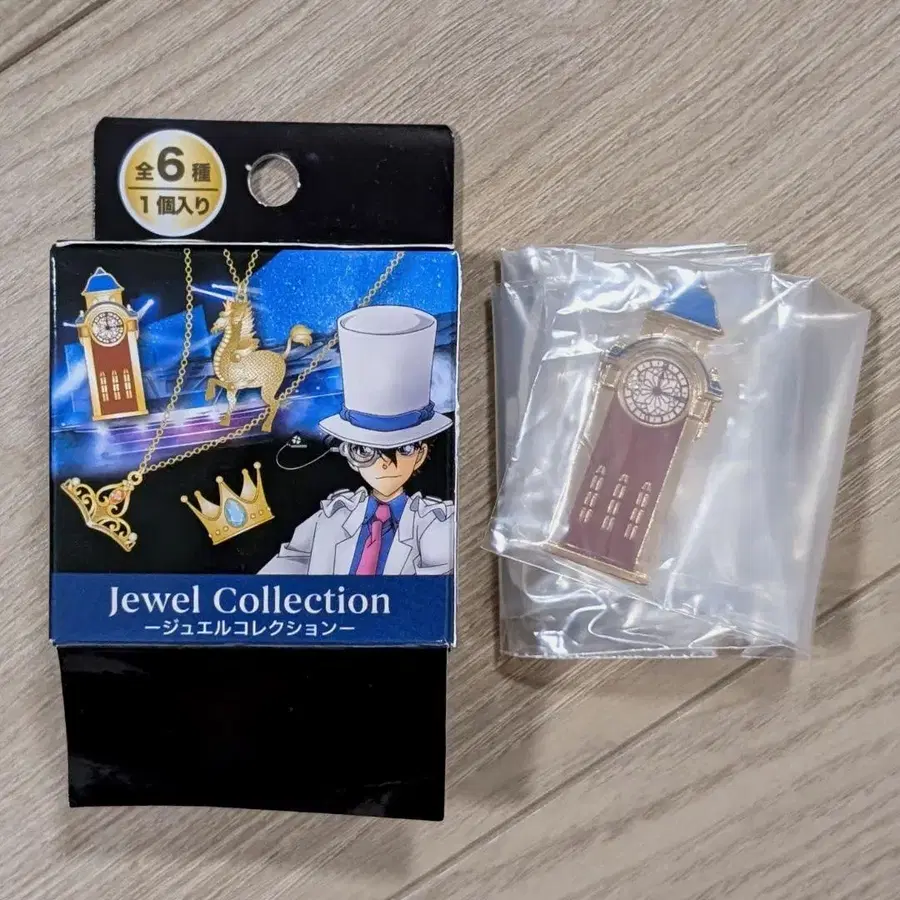 全6種
1個入り
Jewel Collection
ージュエルコレクションー